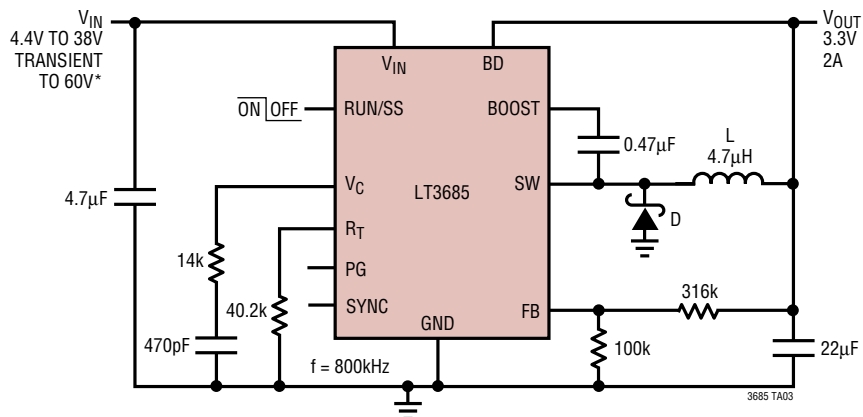 VIN
4.4V TO 38V
TRANSIENT
TO 60V*
VOUT
3.3V
2A
VIN
BD
ON OFF
RUN/SS
BOOST
0.47µF
L
4.7µH
4.7µF
VC
LT3685
SW
D
RT
14k
PG
40.2k
SYNC
FB
316k
GND
470pF
f = 800kHz
100k
22µF
3685 TA03